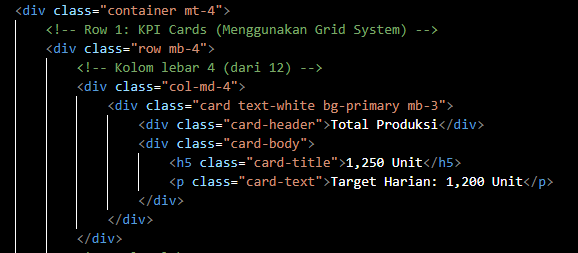 <div class="container mt-4">
<!-- Row 1: KPI Cards (Menggunakan Grid System) -->
<div class="row mb-4">
<!-- Kolom lebar 4 (dari 12) -->
<div class="col-md-4">
<div class="card text-white bg-primary mb-3">
<div class="card-header">Total Produksi</div>
<div class="card-body">
<h5 class="card-title">1,250 Unit</h5>
<p class="card-text">Target Harian: 1,200 Unit</p>
</div>
</div>
</div>